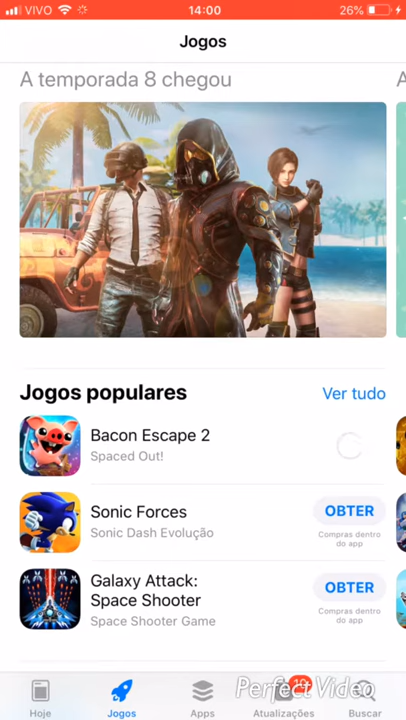 VIVO
14:00
26%
Jogos
A temporada 8 chegou
A
Jogos populares
Ver tudo
Bacon Escape 2
Spaced Out!
Sonic Forces
Sonic Dash Evolução
OBTER
Compras dentro
do app
Galaxy Attack:
Space Shooter
Space Shooter Game
OBTER
Compras dentro
do app
Perfect Video
Hoje
Jogos
Apps
Atualizações
Buscar